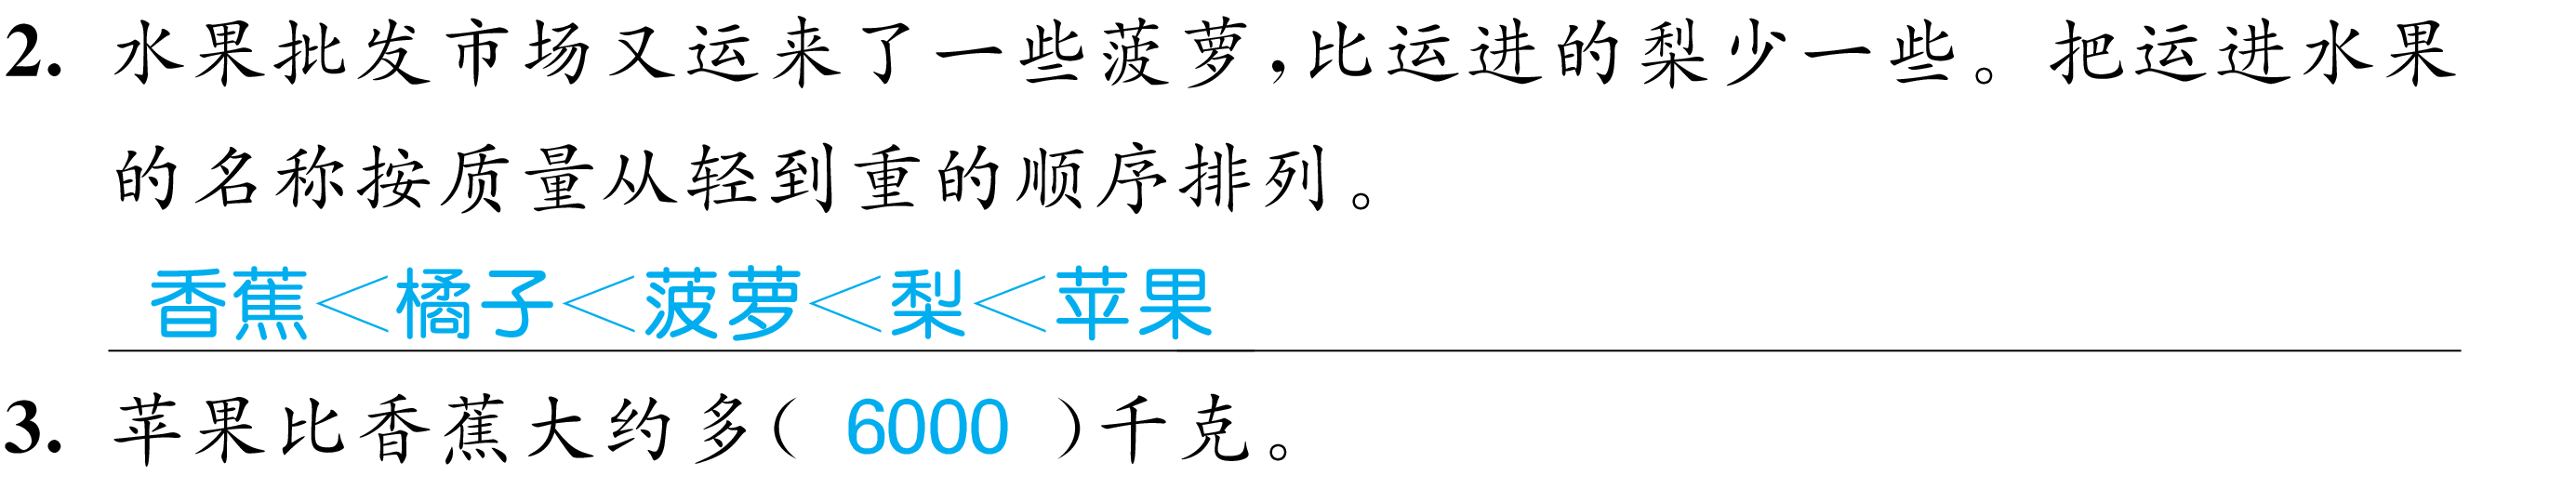 2. 水果批发市场又运来了一些菠萝,比运进的梨少一些。把运进水果
的名称按质量从轻到重的顺序排列。
香蕉<橘子<菠萝<梨<苹果
3. 苹果比香蕉大约多( 6000 )千克。